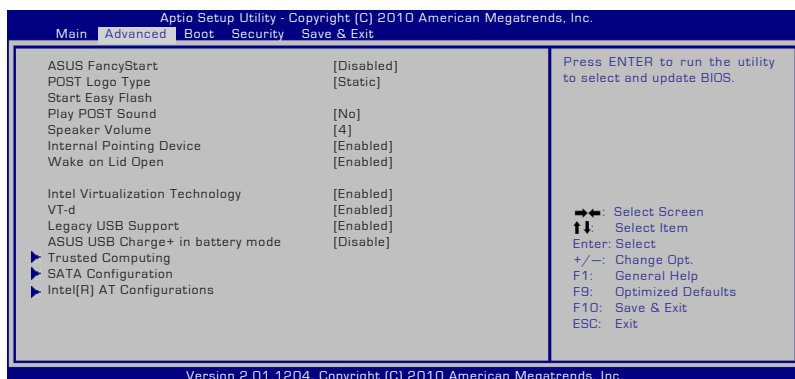 Aptio Setup Utility - Copyright (C) 2010 American Megatrends, Inc.
Main Advanced Boot Security Save & Exit
ASUS FancyStart [Disabled]
POST Logo Type [Static]
Start Easy Flash
Play POST Sound [No]
Speaker Volume [4]
Internal Pointing Device [Enabled]
Wake on Lid Open [Enabled]
Intel Virtualization Technology [Enabled]
VT-d [Enabled]
Legacy USB Support [Enabled]
ASUS USB Charge+ in battery mode [Disable]
Trusted Computing
SATA Configuration
Intel(R) AT Configurations
Press ENTER to run the utility
to select and update BIOS.
→←: Select Screen
↑↓: Select Item
Enter: Select
+/—: Change Opt.
F1: General Help
F9: Optimized Defaults
F10: Save & Exit
ESC: Exit
Version 2.01.1204. Copyright (C) 2010 American Megatrends, Inc.